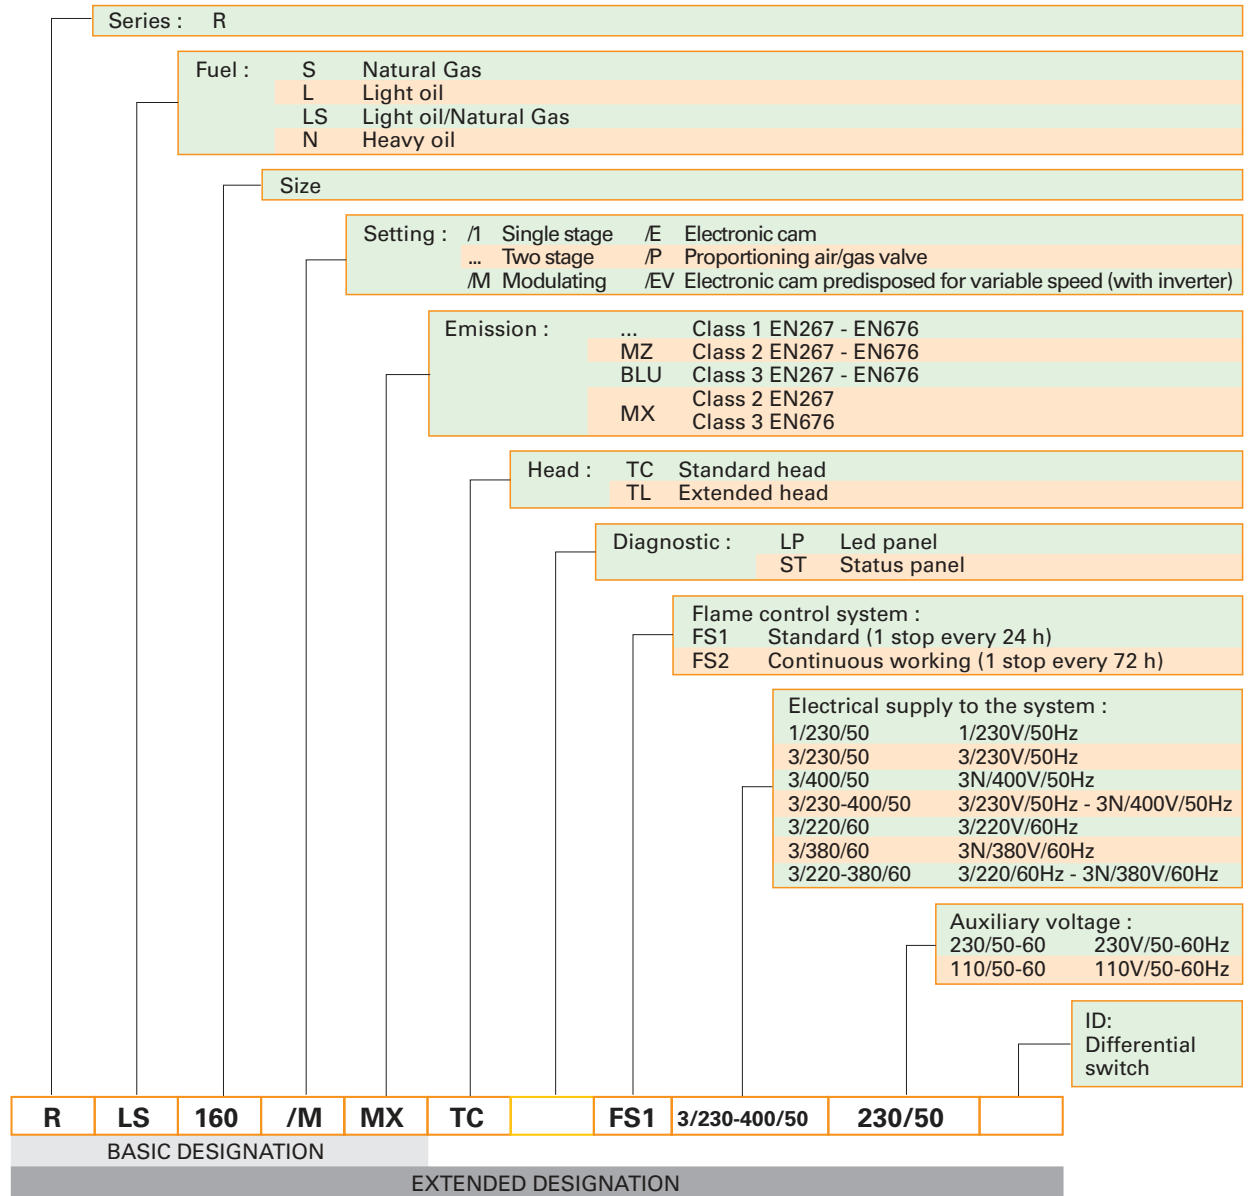 Series : R
Fuel : S Natural Gas
L Light oil
LS Light oil/Natural Gas
N Heavy oil
Size
Setting : /1 Single stage /E Electronic cam
... Two stage /P Proportioning air/gas valve
/M Modulating /EV Electronic cam predisposed for variable speed (with inverter)
Emission : ... Class 1 EN267 - EN676
MZ Class 2 EN267 - EN676
BLU Class 3 EN267 - EN676
MX Class 2 EN267
Class 3 EN676
Head : TC Standard head
TL Extended head
Diagnostic : LP Led panel
ST Status panel
Flame control system :
FS1 Standard (1 stop every 24 h)
FS2 Continuous working (1 stop every 72 h)
Electrical supply to the system :
1/230/50 1/230V/50Hz
3/230/50 3/230V/50Hz
3/400/50 3N/400V/50Hz
3/230-400/50 3/230V/50Hz - 3N/400V/50Hz
3/220/60 3/220V/60Hz
3/380/60 3N/380V/60Hz
3/220-380/60 3/220/60Hz - 3N/380V/60Hz
Auxiliary voltage :
230/50-60 230V/50-60Hz
110/50-60 110V/50-60Hz
ID:
Differential
switch
R LS 160 /M MX TC FS1 3/230-400/50 230/50
BASIC DESIGNATION
EXTENDED DESIGNATION